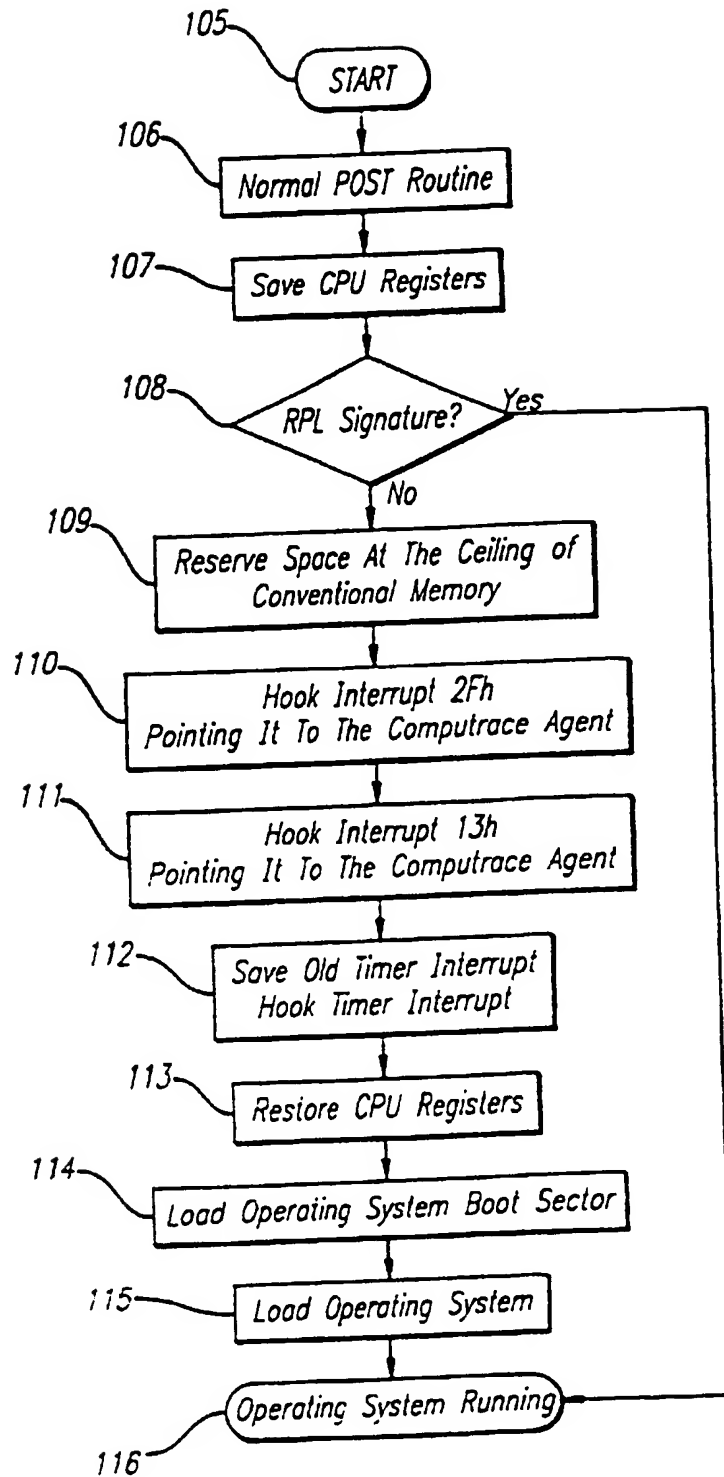 105
START
106
Normal POST Routine
107
Save CPU Registers
108
RPL Signature?
Yes
No
109
Reserve Space At The Ceiling of
Conventional Memory
110
Hook Interrupt 2Fh
Pointing It To The Computrace Agent
111
Hook Interrupt 13h
Pointing It To The Computrace Agent
112
Save Old Timer Interrupt
Hook Timer Interrupt
113
Restore CPU Registers
114
Load Operating System Boot Sector
115
Load Operating System
Operating System Running
116